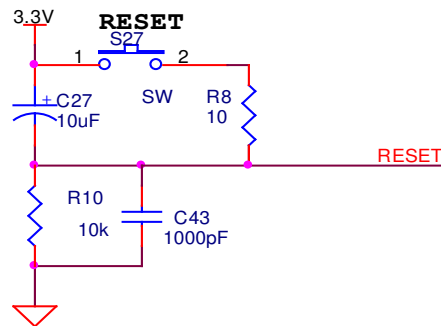 3.3V
RESET
S27
1
2
SW
C27
10uF
+
R8
10
RESET
R10
10k
C43
1000pF